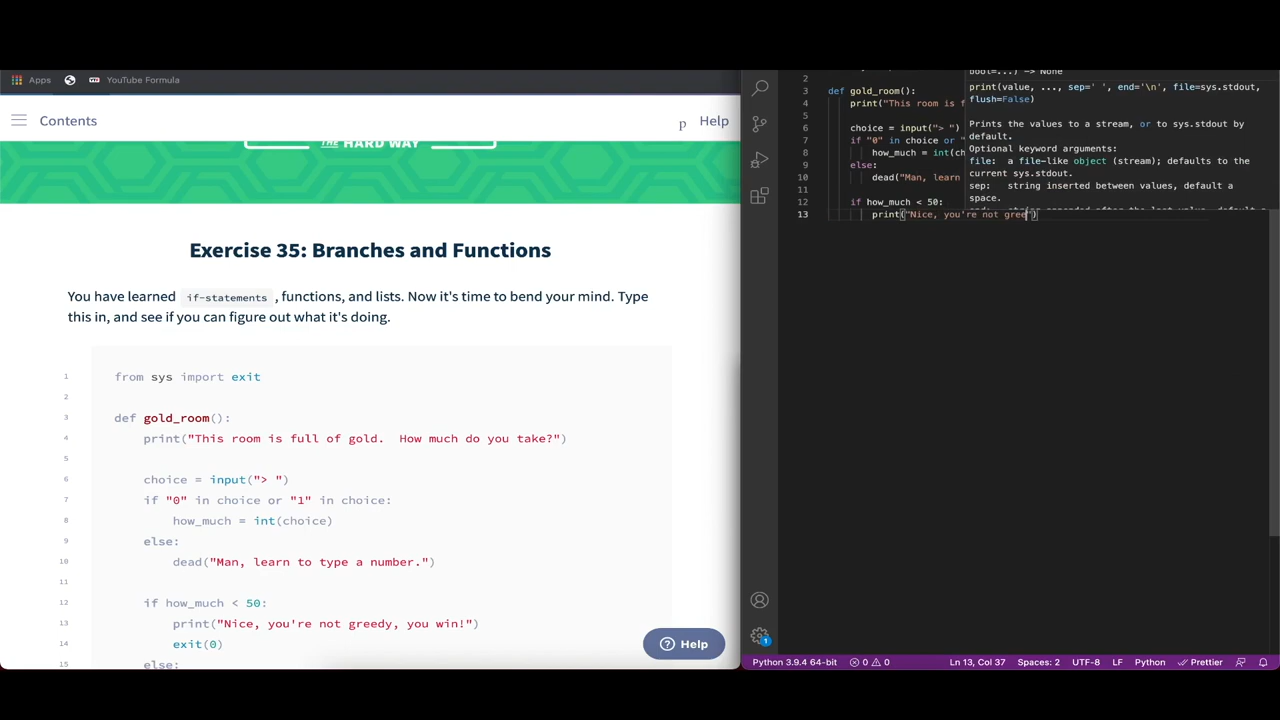 Apps YouTube Formula
Contents
p Help
THE HARD WAY
Exercise 35: Branches and Functions
You have learned if-statements , functions, and lists. Now it's time to bend your mind. Type
this in, and see if you can figure out what it's doing.
1 from sys import exit
2
3 def gold_room():
4 print("This room is full of gold.  How much do you take?")
5
6 choice = input("> ")
7 if "0" in choice or "1" in choice:
8 how_much = int(choice)
9 else:
10 dead("Man, learn to type a number.")
11
12 if how_much < 50:
13 print("Nice, you're not greedy, you win!")
14 exit(0)
15 else:
Help
2
3 def gold_room():
4 print("This room is f
5
6 choice = input("> ")
7 if "0" in choice or "
8 how_much = int(ch
9 else:
10 dead("Man, learn
11
12 if how_much < 50:
13 print("Nice, you're not gree")
bool=...) -> None
print(value, ..., sep=' ', end='\n', file=sys.stdout,
flush=False)
Prints the values to a stream, or to sys.stdout by
default.
Optional keyword arguments:
file:  a file-like object (stream); defaults to the
current sys.stdout.
sep:   string inserted between values, default a
space.
1
Python 3.9.4 64-bit 0 0 Ln 13, Col 37 Spaces: 2 UTF-8 LF Python Prettier